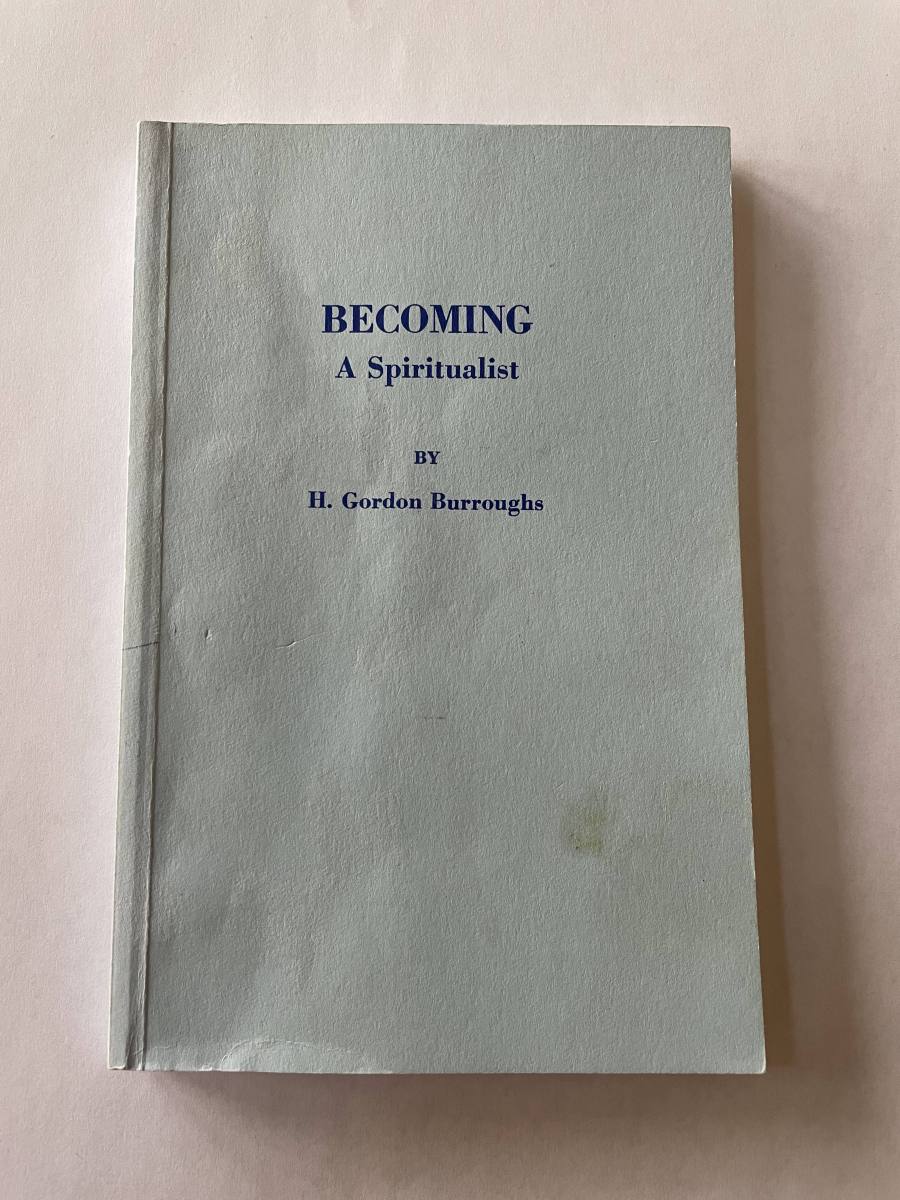 BECOMING
A Spiritualist
BY
H. Gordon Burroughs